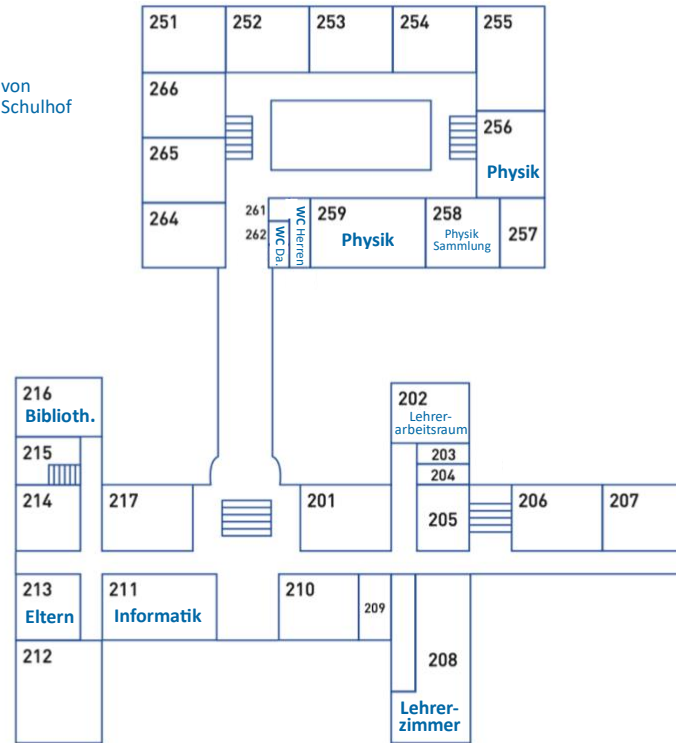 251
252
253
254
255
von
Schulhof
266
256
Physik
265
264
261
262
WC Da.
WC Herren
259
Physik
258
Physik
Sammlung
257
216
Biblioth.
202
Lehrer-
arbeitsraum
215
203
204
214
217
201
205
206
207
213
Eltern
211
Informatik
210
209
212
208
Lehrer-
zimmer